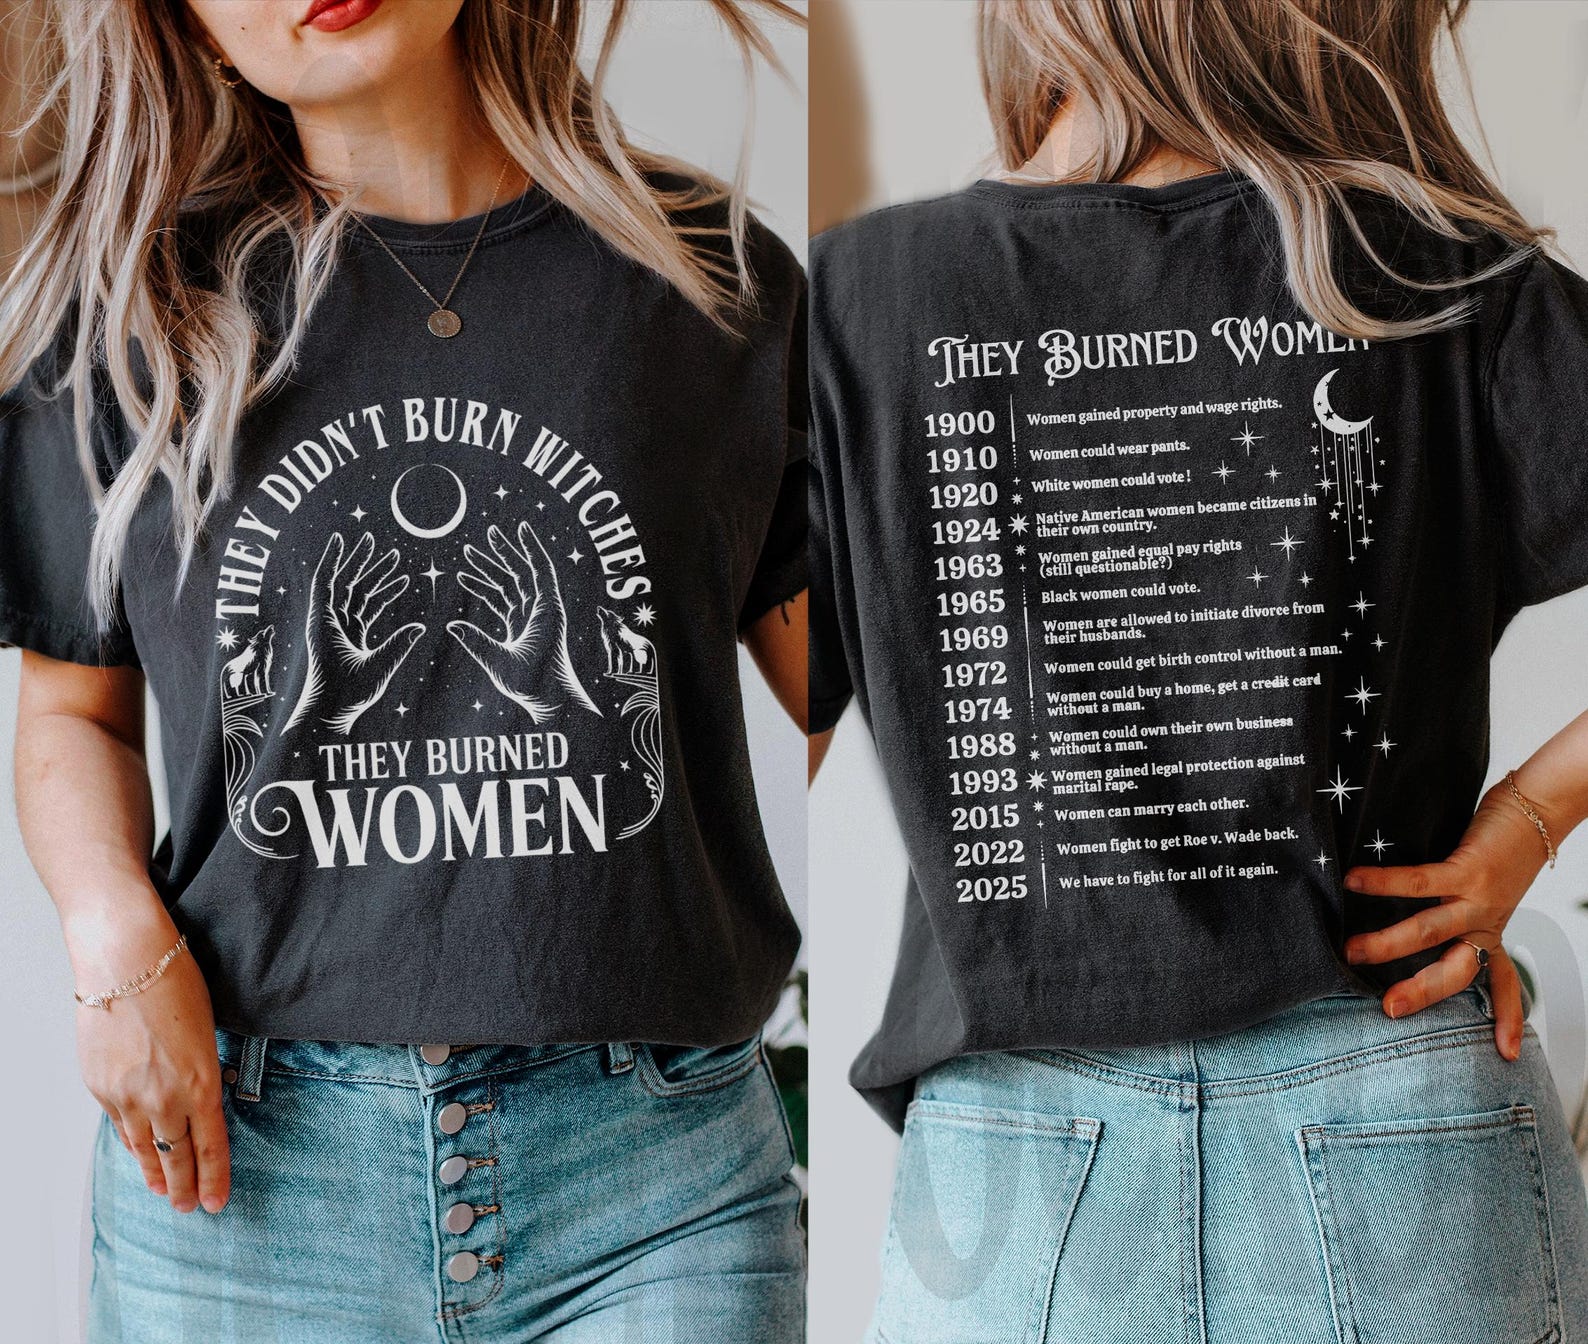 THEY DIDN'T BURN WITCHES
THEY BURNED
WOMEN
THEY BURNED WOMEN
1900 Women gained property and wage rights.
1910 Women could wear pants.
1920 White women could vote!
1924 Native American women became citizens in
their own country.
1963 Women gained equal pay rights
(still questionable?)
1965 Black women could vote.
1969 Women are allowed to initiate divorce from
their husbands.
1972 Women could get birth control without a man.
1974 Women could buy a home, get a credit card
without a man.
1988 Women could own their own business
without a man.
1993 Women gained legal protection against
marital rape.
2015 Women can marry each other.
2022 Women fight to get Roe v. Wade back.
2025 We have to fight for all of it again.